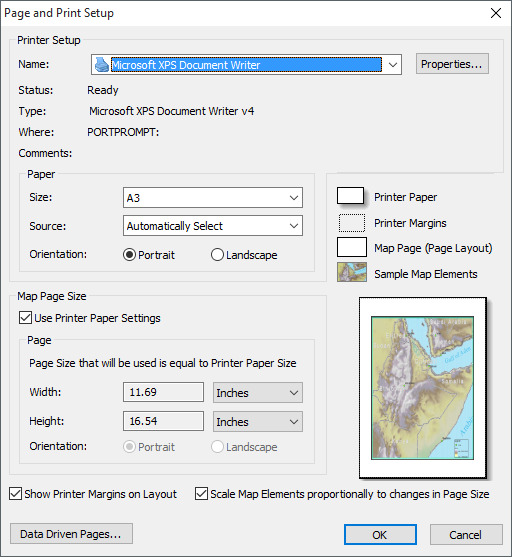 Page and Print Setup
Printer Setup
Name: Microsoft XPS Document Writer Properties...
Status: Ready
Type: Microsoft XPS Document Writer v4
Where: PORTPROMPT:
Comments:
Paper
Size: A3
Source: Automatically Select
Orientation: Portrait Landscape
Printer Paper
Printer Margins
Map Page (Page Layout)
Sample Map Elements
Map Page Size
Use Printer Paper Settings
Page
Page Size that will be used is equal to Printer Paper Size
Width: 11.69 Inches
Height: 16.54 Inches
Orientation: Portrait Landscape
Show Printer Margins on Layout Scale Map Elements proportionally to changes in Page Size
Data Driven Pages... OK Cancel